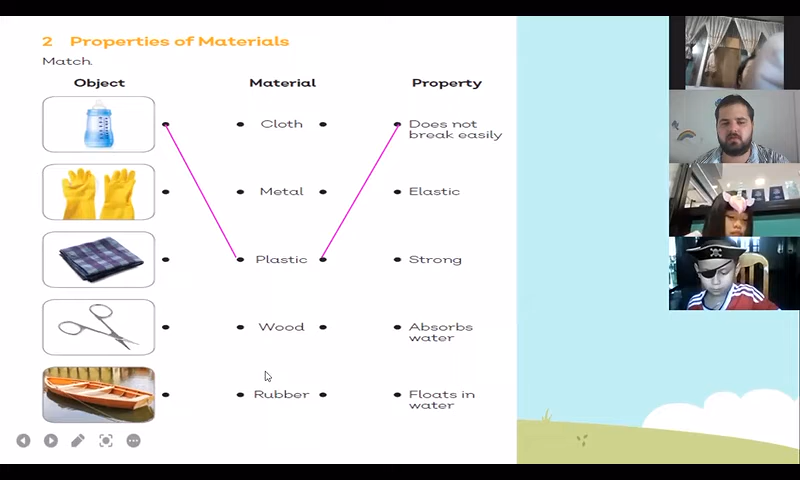 2 Properties of Materials
Match.
Object Material Property
Cloth Does not
break easily
Metal Elastic
Plastic Strong
Wood Absorbs
water
Rubber Floats in
water